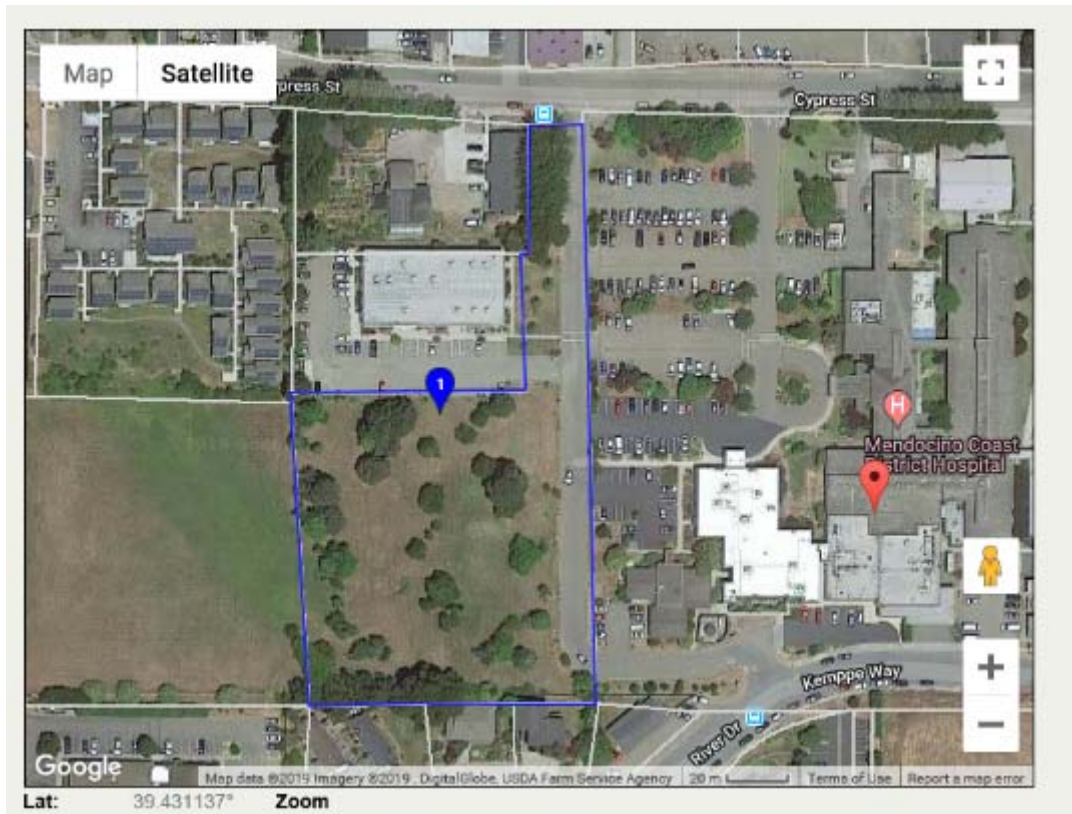 Map Satellite
ypress St
Cypress St
1
H
Mendocino Coast
District Hospital
Kemppe Way
River Dr
Google
Map data ©2019 Imagery ©2019 , DigitalGlobe, USDA Farm Service Agency 20 m Terms of Use Report a map error
Lat: 39.431137° Zoom